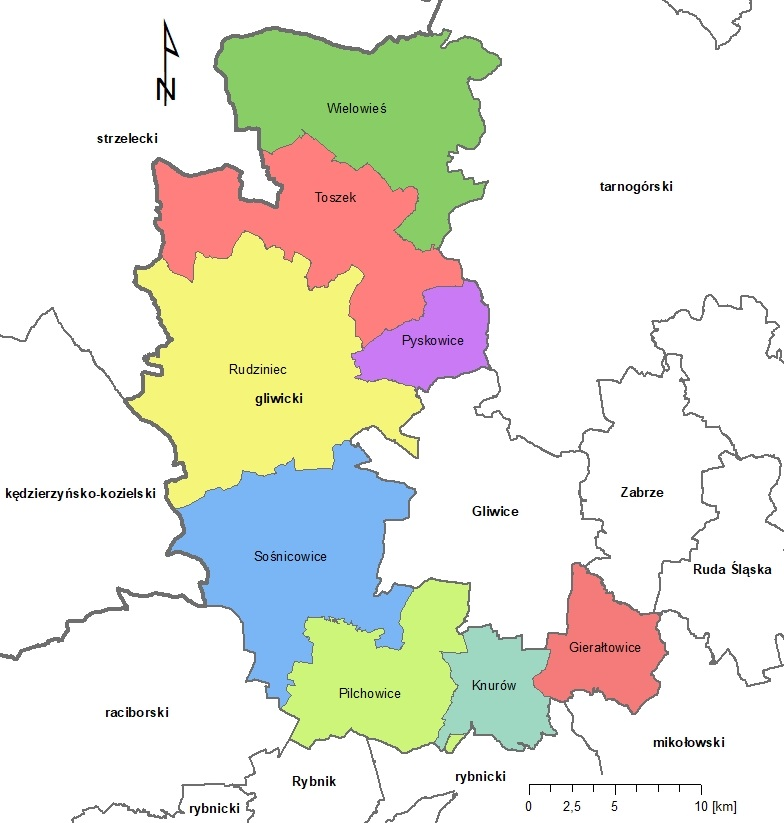 N
Wielowieś
strzelecki
tarnogórski
Toszek
Pyskowice
Rudziniec
gliwicki
kędzierzyńsko-kozielski
Zabrze
Gliwice
Sośnicowice
Ruda Śląska
Gierałtowice
Knurów
Pilchowice
raciborski
mikołowski
rybnicki
Rybnik
rybnicki
0 2,5 5 10 [km]